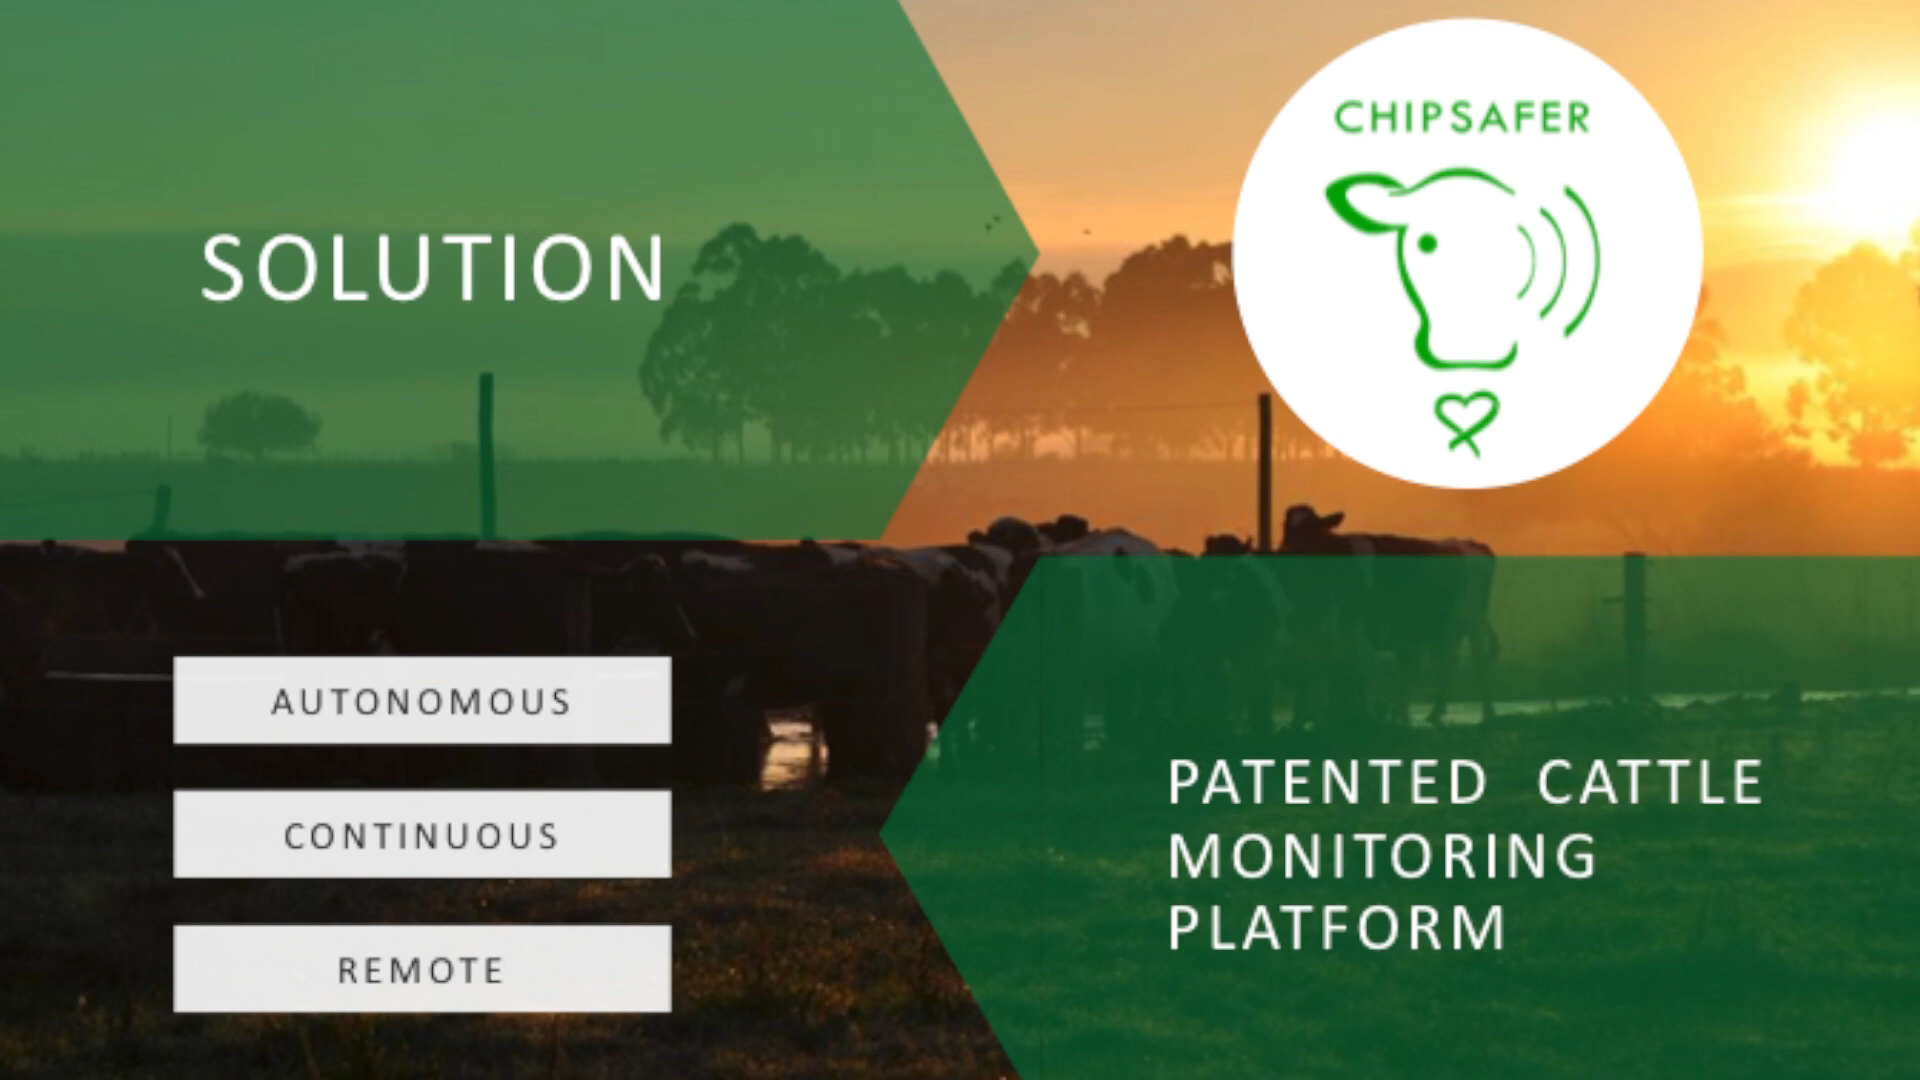 SOLUTION
CHIPSAFER
AUTONOMOUS
CONTINUOUS
REMOTE
PATENTED CATTLE
MONITORING
PLATFORM